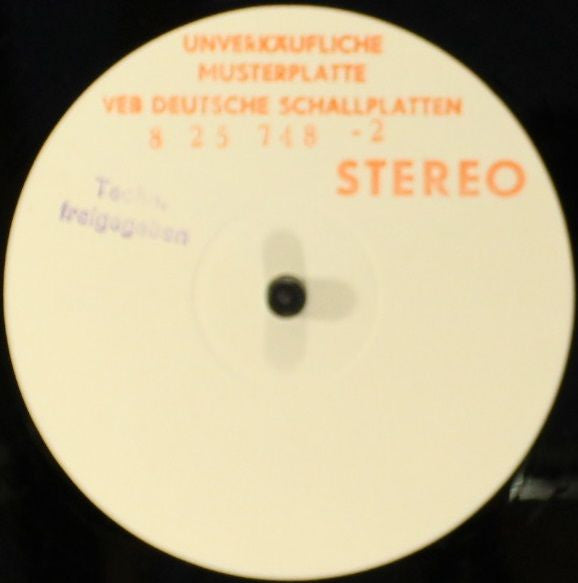 UNVERKÄUFLICHE
MUSTERPLATTE
VEB DEUTSCHE SCHALLPLATTEN
8 25 748 -2
STEREO
freigegeben